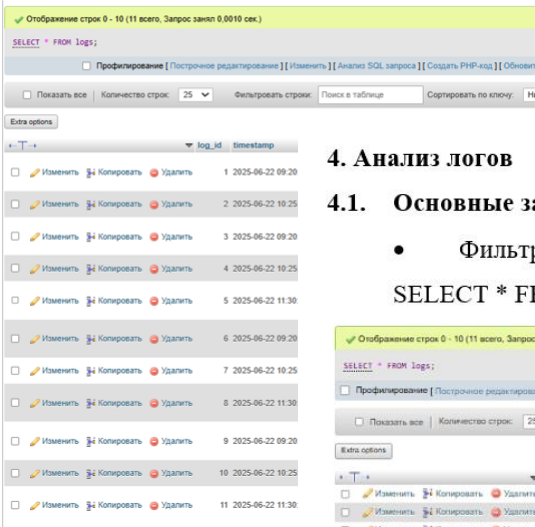 Отображение строк 0 - 10 (11 всего, Запрос занял 0,0010 сек.)
SELECT * FROM logs;
Профилирование [ Построчное редактирование ] [ Изменить ] [ Анализ SQL запроса ] [ Создать PHP-код ] [ Обновит
Показать все | Количество строк: 25 Фильтровать строки: Поиск в таблице Сортировать по ключу:
Extra options
←T→ log_id timestamp
Изменить Копировать Удалить 1 2025-06-22 09:20
Изменить Копировать Удалить 2 2025-06-22 10:25
Изменить Копировать Удалить 3 2025-06-22 09:20
Изменить Копировать Удалить 4 2025-06-22 10:25
Изменить Копировать Удалить 5 2025-06-22 11:30:
Изменить Копировать Удалить 6 2025-06-22 09:20
Изменить Копировать Удалить 7 2025-06-22 10:25
Изменить Копировать Удалить 8 2025-06-22 11:30:
Изменить Копировать Удалить 9 2025-06-22 09:20
Изменить Копировать Удалить 10 2025-06-22 10:25
Изменить Копировать Удалить 11 2025-06-22 11:30:
4. Анализ логов
4.1. Основные за
• Фильтр
SELECT * F
Отображение строк 0 - 10 (11 всего, Запрос
SELECT * FROM logs;
Профилирование [ Построчное редактирова
Показать все | Количество строк: 25
Extra options
←T→
Изменить Копировать Удалить
Изменить Копировать Удалить